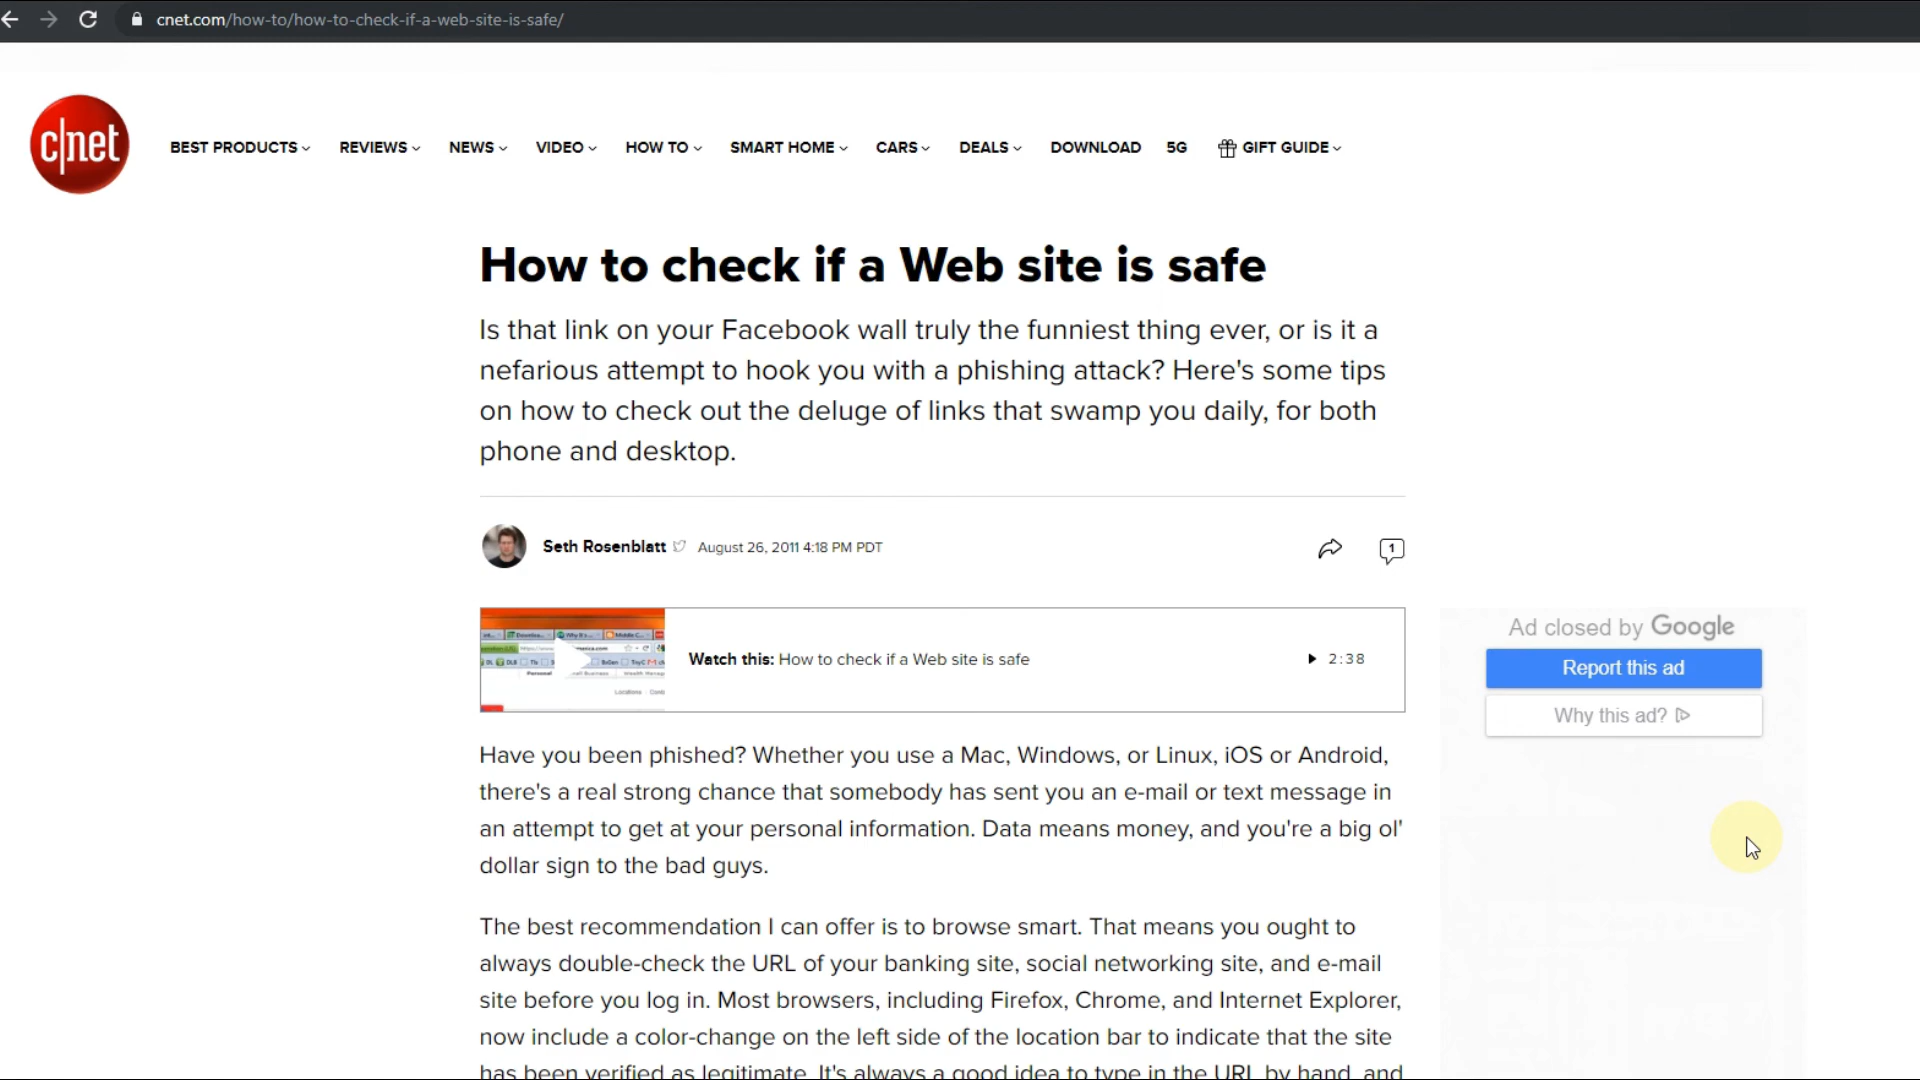 cnet.com/how-to/how-to-check-if-a-web-site-is-safe/
c|net
BEST PRODUCTS REVIEWS NEWS VIDEO HOW TO SMART HOME CARS DEALS DOWNLOAD 5G GIFT GUIDE
How to check if a Web site is safe
Is that link on your Facebook wall truly the funniest thing ever, or is it a
nefarious attempt to hook you with a phishing attack? Here's some tips
on how to check out the deluge of links that swamp you daily, for both
phone and desktop.
Seth Rosenblatt August 26, 2011 4:18 PM PDT
1
Watch this: How to check if a Web site is safe 2:38
Ad closed by Google
Report this ad
Why this ad?
Have you been phished? Whether you use a Mac, Windows, or Linux, iOS or Android,
there's a real strong chance that somebody has sent you an e-mail or text message in
an attempt to get at your personal information. Data means money, and you're a big ol'
dollar sign to the bad guys.
The best recommendation I can offer is to browse smart. That means you ought to
always double-check the URL of your banking site, social networking site, and e-mail
site before you log in. Most browsers, including Firefox, Chrome, and Internet Explorer,
now include a color-change on the left side of the location bar to indicate that the site
has been verified as legitimate. It's always a good idea to type in the URL by hand, and